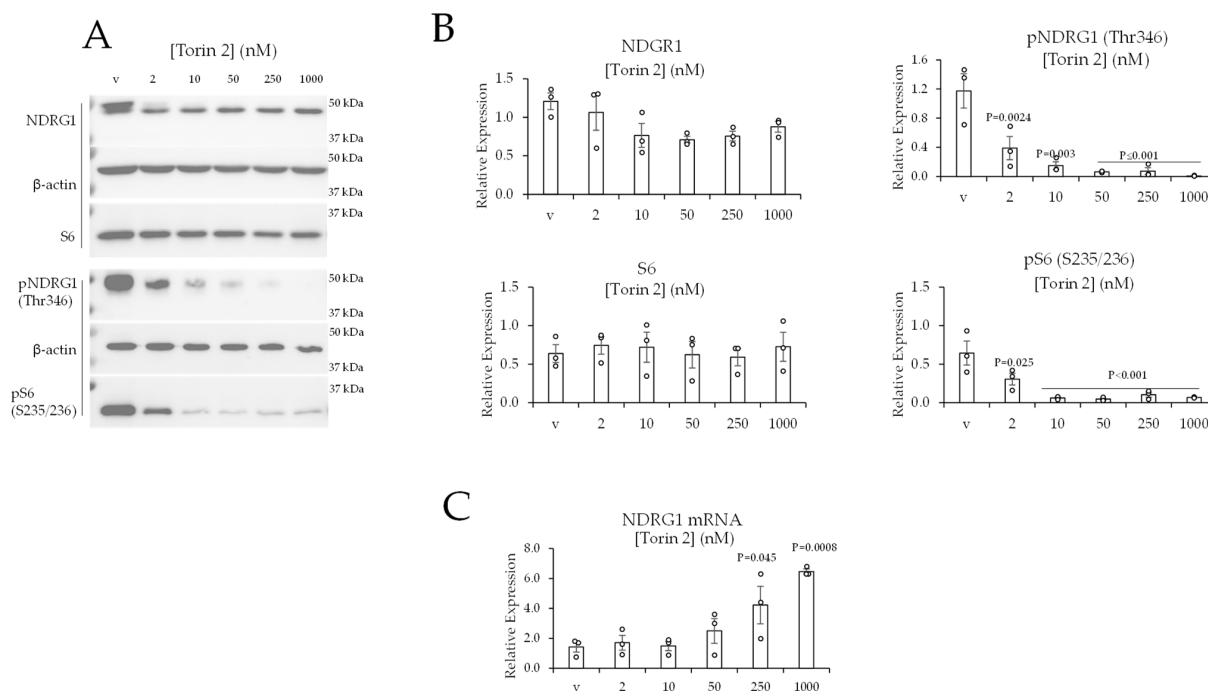 A
[Torin 2] (nM)
v 2 10 50 250 1000
NDRG1
50 kDa
37 kDa
β-actin
50 kDa
37 kDa
S6
37 kDa
pNDRG1
(Thr346)
50 kDa
37 kDa
β-actin
50 kDa
37 kDa
pS6
(S235/236)
37 kDa
B
NDGR1
[Torin 2] (nM)
Relative Expression
1.5
1.0
0.5
0.0
v 2 10 50 250 1000
pNDRG1 (Thr346)
[Torin 2] (nM)
Relative Expression
1.6
1.2
0.8
0.4
0.0
P=0.0024
P=0.003
P≤0.001
v 2 10 50 250 1000
S6
[Torin 2] (nM)
Relative Expression
1.5
1.0
0.5
0.0
v 2 10 50 250 1000
pS6 (S235/236)
[Torin 2] (nM)
Relative Expression
1.5
1.0
0.5
0.0
P=0.025
P<0.001
v 2 10 50 250 1000
C
NDRG1 mRNA
[Torin 2] (nM)
Relative Expression
8.0
6.0
4.0
2.0
0.0
P=0.045
P=0.0008
v 2 10 50 250 1000